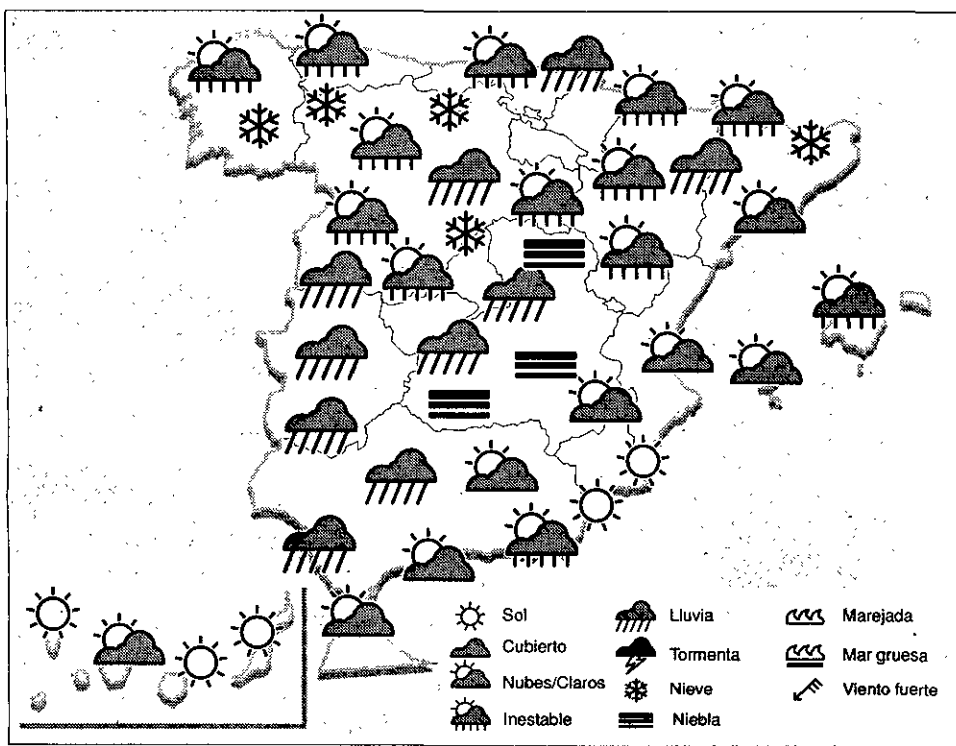 Sol
Cubierto
Nubes/Claros
Inestable
Lluvia
Tormenta
Nieve
Niebla
Marejada
Mar gruesa
Viento fuerte